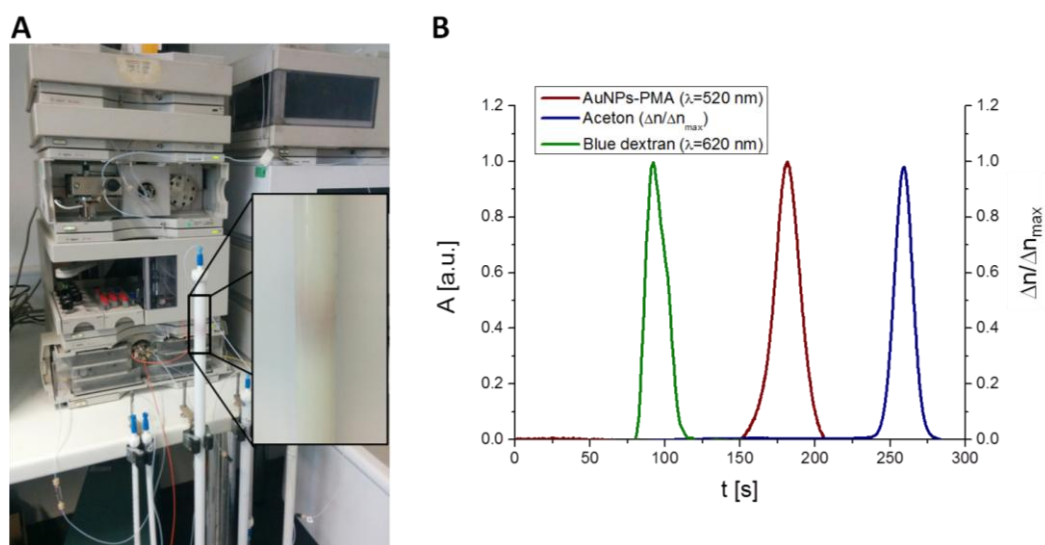 A
B
AuNPs-PMA (λ=520 nm)
Aceton (Δn/Δn_max)
Blue dextran (λ=620 nm)
1.2
1.0
0.8
0.6
0.4
0.2
0.0
A [a.u.]
0
50
100
150
200
250
300
t [s]
1.2
1.0
0.8
0.6
0.4
0.2
0.0
Δn/Δn_max